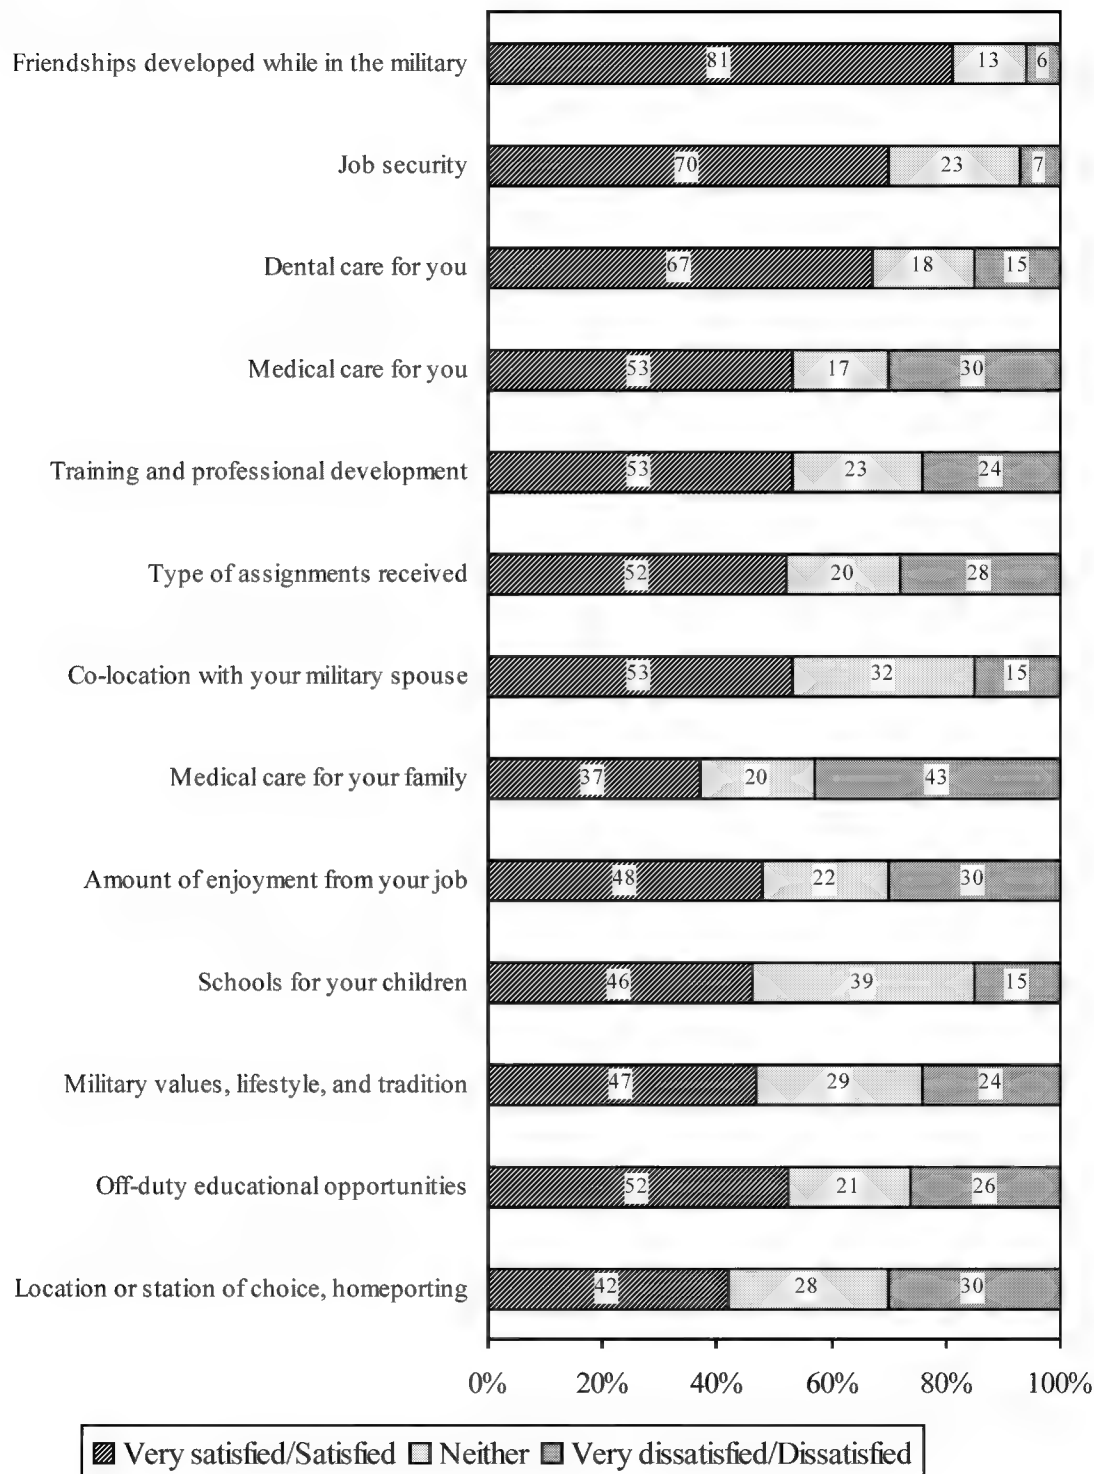 Friendships developed while in the military 81 13 6
Job security 70 23 7
Dental care for you 67 18 15
Medical care for you 53 17 30
Training and professional development 53 23 24
Type of assignments received 52 20 28
Co-location with your military spouse 53 32 15
Medical care for your family 37 20 43
Amount of enjoyment from your job 48 22 30
Schools for your children 46 39 15
Military values, lifestyle, and tradition 47 29 24
Off-duty educational opportunities 52 21 26
Location or station of choice, homeporting 42 28 30
0% 20% 40% 60% 80% 100%
Very satisfied/Satisfied Neither Very dissatisfied/Dissatisfied